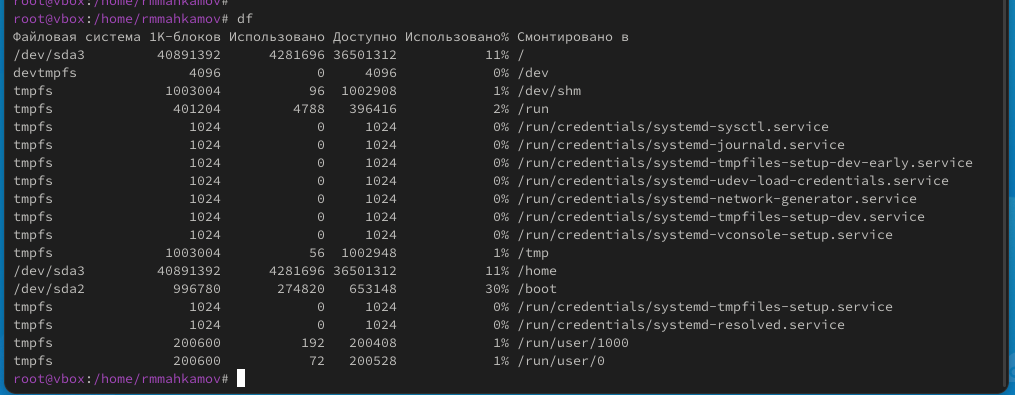 root@vbox:/home/rmmahkamov#
root@vbox:/home/rmmahkamov# df
Файловая система 1K-блоков Использовано Доступно Использовано% Смонтировано в
/dev/sda3 40891392 4281696 36501312 11% /
devtmpfs 4096 0 4096 0% /dev
tmpfs 1003004 96 1002908 1% /dev/shm
tmpfs 401204 4788 396416 2% /run
tmpfs 1024 0 1024 0% /run/credentials/systemd-sysctl.service
tmpfs 1024 0 1024 0% /run/credentials/systemd-journald.service
tmpfs 1024 0 1024 0% /run/credentials/systemd-tmpfiles-setup-dev-early.service
tmpfs 1024 0 1024 0% /run/credentials/systemd-udev-load-credentials.service
tmpfs 1024 0 1024 0% /run/credentials/systemd-network-generator.service
tmpfs 1024 0 1024 0% /run/credentials/systemd-tmpfiles-setup-dev.service
tmpfs 1024 0 1024 0% /run/credentials/systemd-vconsole-setup.service
tmpfs 1003004 56 1002948 1% /tmp
/dev/sda3 40891392 4281696 36501312 11% /home
/dev/sda2 996780 274820 653148 30% /boot
tmpfs 1024 0 1024 0% /run/credentials/systemd-tmpfiles-setup.service
tmpfs 1024 0 1024 0% /run/credentials/systemd-resolved.service
tmpfs 200600 192 200408 1% /run/user/1000
tmpfs 200600 72 200528 1% /run/user/0
root@vbox:/home/rmmahkamov#